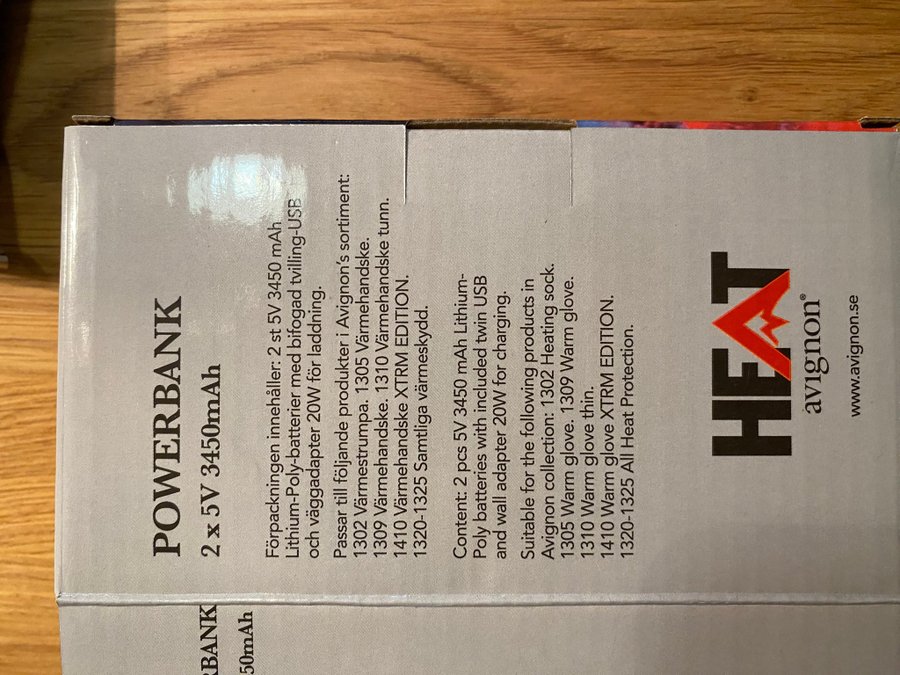 POWERBANK
2 x 5V 3450mAh
Förpackningen innehåller: 2 st 5V 3450 mAh
Lithium-Poly-batterier med bifogad tvilling-USB
och väggadapter 20W för laddning.
Passar till följande produkter i Avignon's sortiment:
1302 Värmestrumpa. 1305 Värmehandske.
1309 Värmehandske. 1310 Värmehandske tunn.
1410 Värmehandske XTRM EDITION.
1320-1325 Samtliga värmeskydd.
Content: 2 pcs 5V 3450 mAh Lithium-
Poly batteries with included twin USB
and wall adapter 20W for charging.
Suitable for the following products in
Avignon collection: 1302 Heating sock.
1305 Warm glove. 1309 Warm glove.
1310 Warm glove thin.
1410 Warm glove XTRM EDITION.
1320-1325 All Heat Protection.
HEAT
avignon®
www.avignon.se
RBANK
50mAh